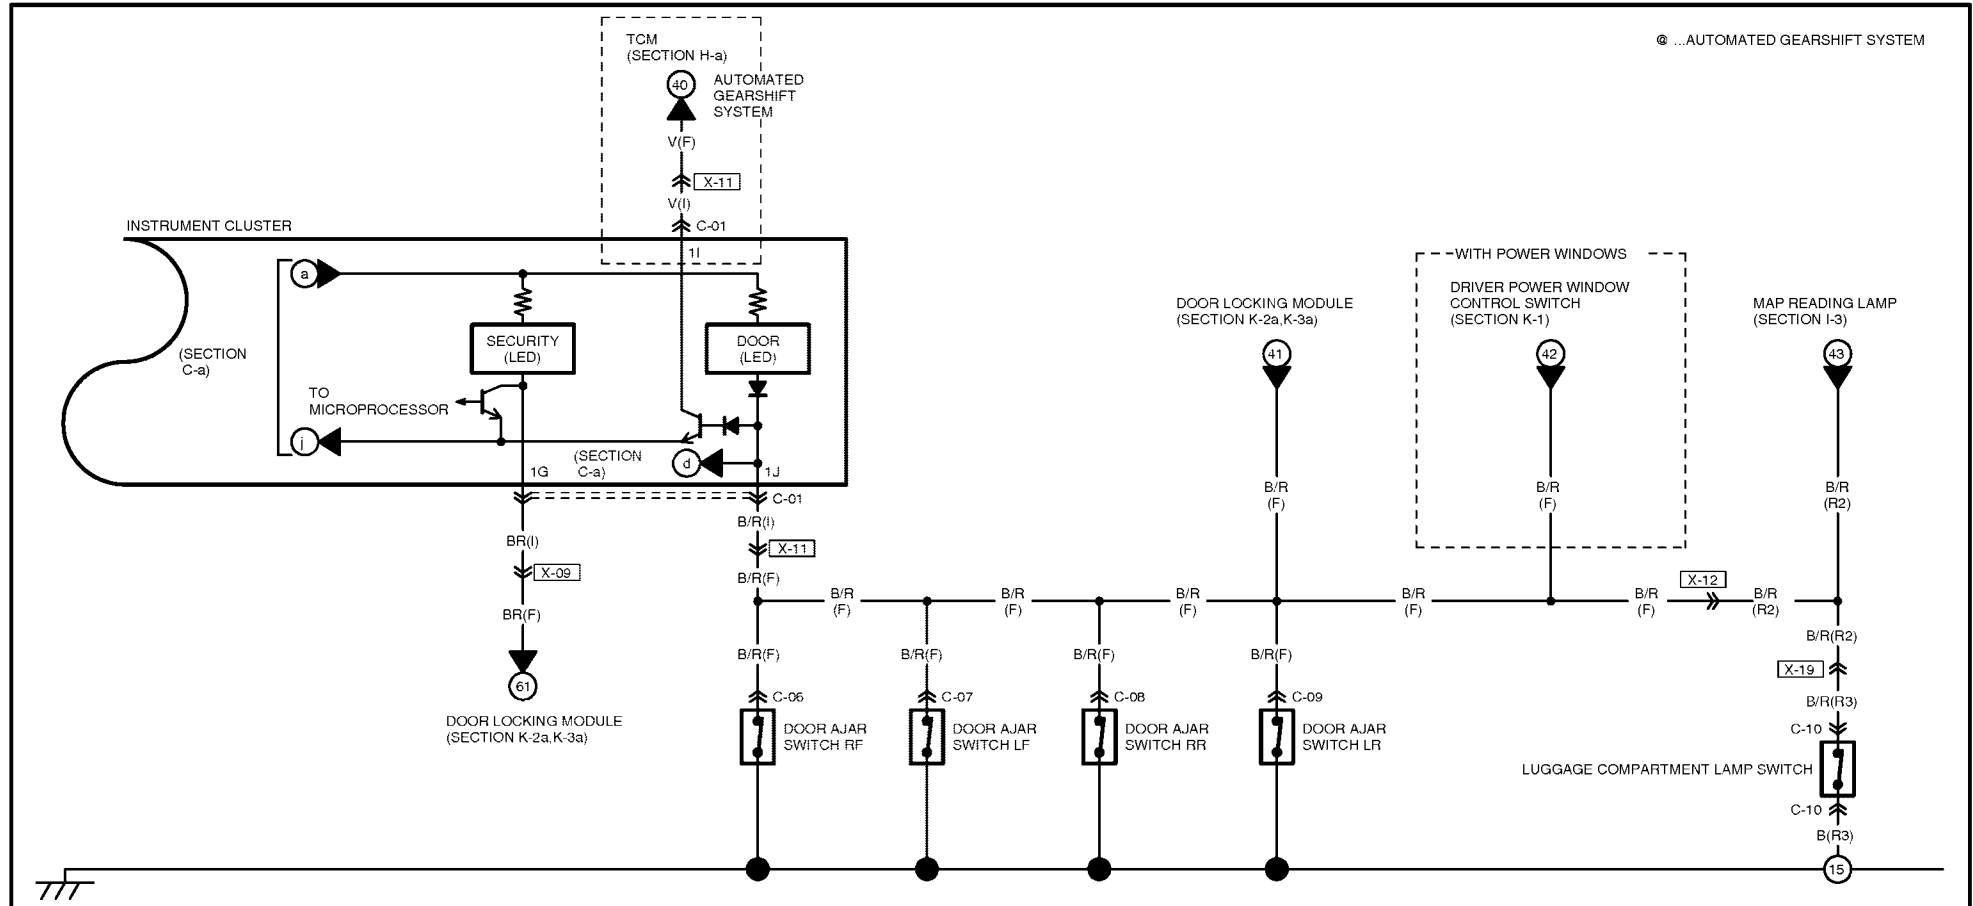 @ ...AUTOMATED GEARSHIFT SYSTEM
TCM
(SECTION H-a)
40
AUTOMATED
GEARSHIFT
SYSTEM
V(F)
X-11
V(I)
C-01
1I
INSTRUMENT CLUSTER
a
SECURITY
(LED)
DOOR
(LED)
(SECTION
C-a)
TO
MICROPROCESSOR
j
(SECTION
C-a)
d
1G
1J
C-01
B/R(I)
BR(I)
X-11
X-09
B/R(F)
BR(F)
61
DOOR LOCKING MODULE
(SECTION K-2a,K-3a)
DOOR LOCKING MODULE
(SECTION K-2a,K-3a)
41
B/R
(F)
WITH POWER WINDOWS
DRIVER POWER WINDOW
CONTROL SWITCH
(SECTION K-1)
42
B/R
(F)
MAP READING LAMP
(SECTION I-3)
43
B/R
(R2)
B/R
(F)
B/R
(F)
B/R
(F)
B/R
(F)
B/R
(F)
X-12
B/R
(R2)
B/R(F)
B/R(F)
B/R(F)
B/R(F)
B/R(R2)
X-19
B/R(R3)
C-06
C-07
C-08
C-09
C-10
DOOR AJAR
SWITCH RF
DOOR AJAR
SWITCH LF
DOOR AJAR
SWITCH RR
DOOR AJAR
SWITCH LR
LUGGAGE COMPARTMENT LAMP SWITCH
C-10
B(R3)
15